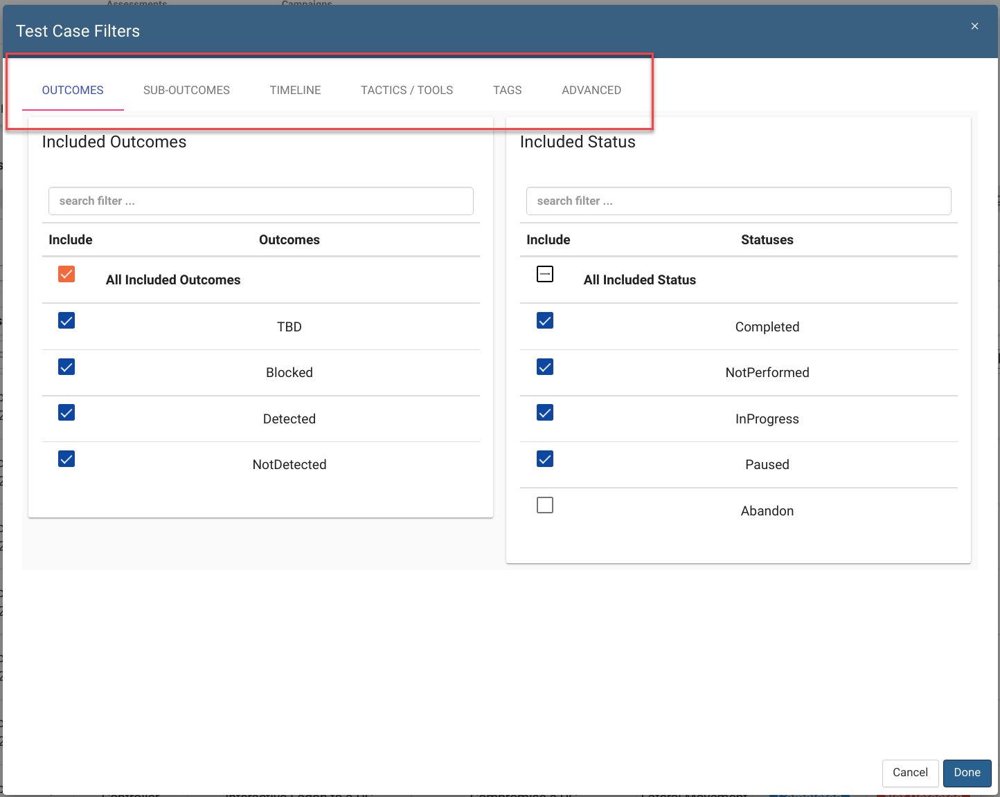 Assessments Campaigns
Test Case Filters ×
OUTCOMES SUB-OUTCOMES TIMELINE TACTICS / TOOLS TAGS ADVANCED
Included Outcomes
search filter ...
Include Outcomes
All Included Outcomes
TBD
Blocked
Detected
NotDetected
Included Status
search filter ...
Include Statuses
All Included Status
Completed
NotPerformed
InProgress
Paused
Abandon
Cancel Done